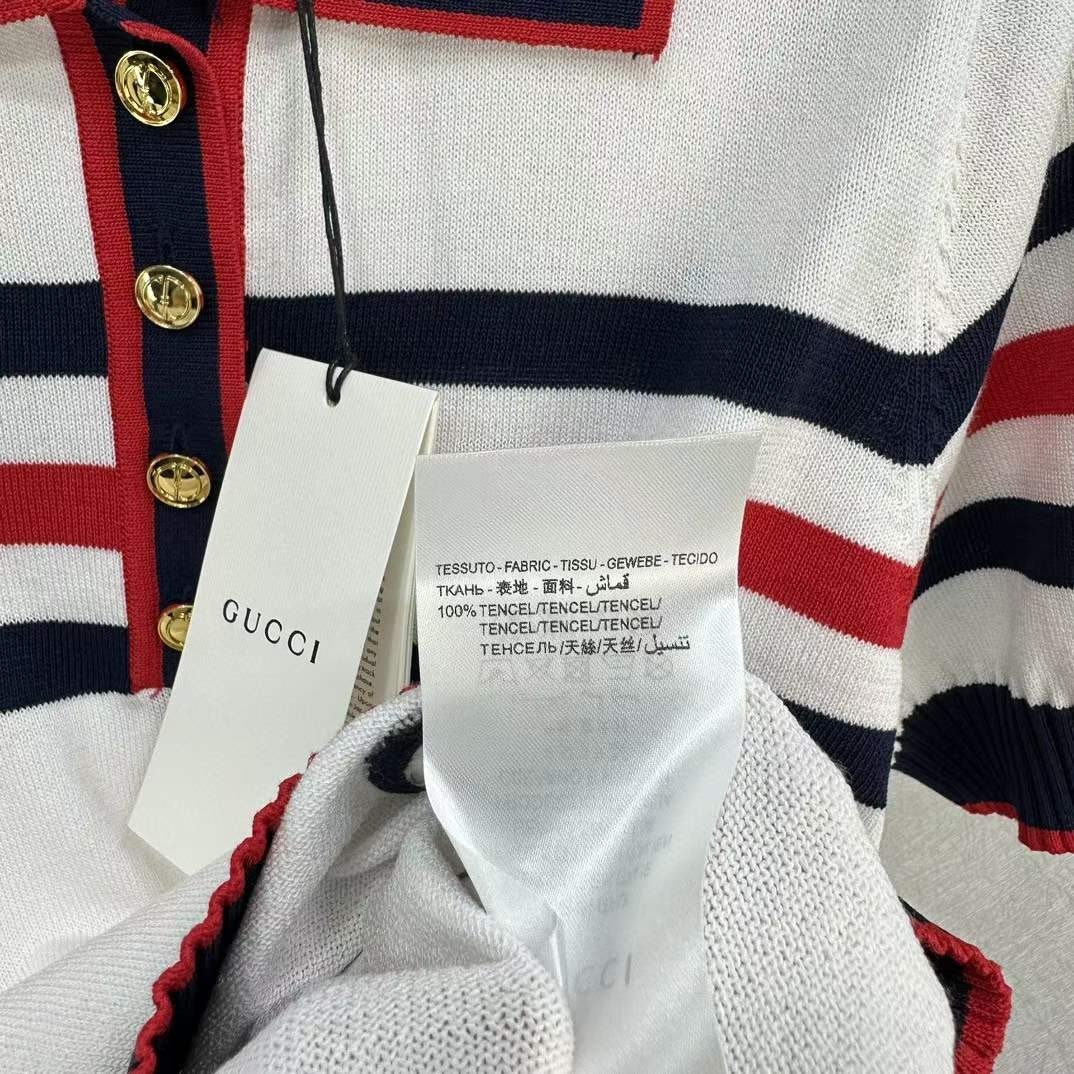 GUCCI
TESSUTO - FABRIC - TISSU - GEWEBE - TECIDO
ТКАНЬ - 表地 - 面料 - قماش
100% TENCEL/TENCEL/TENCEL/
TENCEL/TENCEL/TENCEL/
ТЕНСЕЛЬ/天絲/天丝/تنسيل